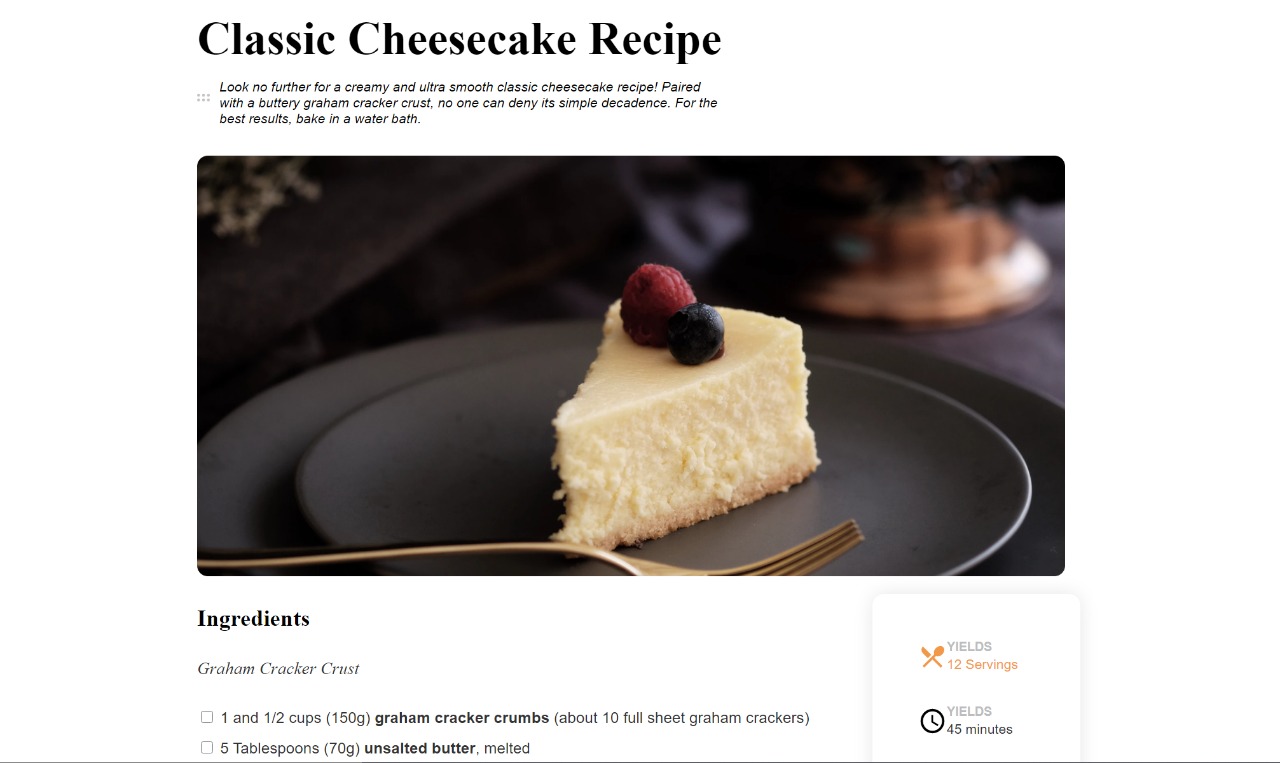 Classic Cheesecake Recipe
Look no further for a creamy and ultra smooth classic cheesecake recipe! Paired
with a buttery graham cracker crust, no one can deny its simple decadence. For the
best results, bake in a water bath.
Ingredients
Graham Cracker Crust
1 and 1/2 cups (150g) graham cracker crumbs (about 10 full sheet graham crackers)
5 Tablespoons (70g) unsalted butter, melted
YIELDS
12 Servings
YIELDS
45 minutes